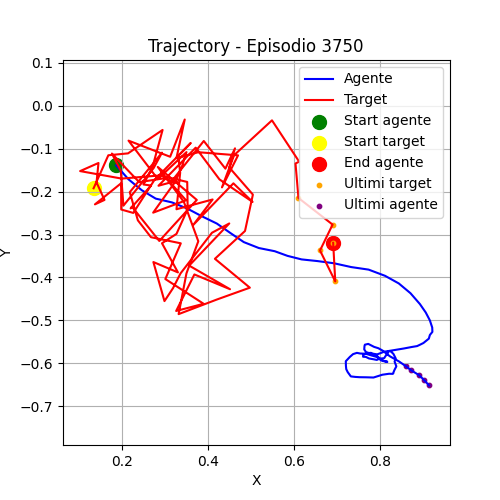 Trajectory - Episodio 3750
0.1
0.0
−0.1
−0.2
−0.3
−0.4
−0.5
−0.6
−0.7
Y
Agente
Target
Start agente
Start target
End agente
Ultimi target
Ultimi agente
0.2 0.4 0.6 0.8
X